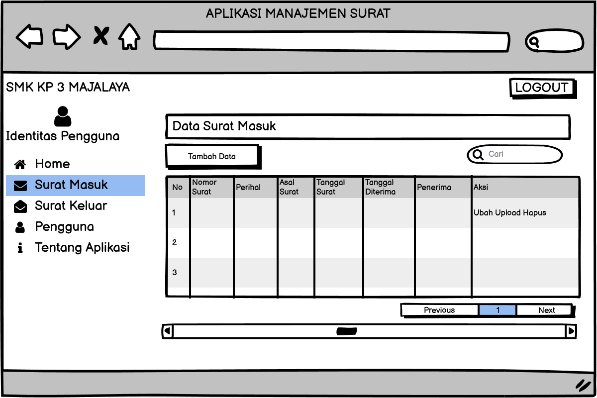 APLIKASI MANAJEMEN SURAT
SMK KP 3 MAJALAYA
LOGOUT
Identitas Pengguna
Home
Surat Masuk
Surat Keluar
Pengguna
Tentang Aplikasi
Data Surat Masuk
Tambah Data
Cari
No Nomor Surat Perihal Asal Surat Tanggal Surat Tanggal Diterima Penerima Aksi
1 Ubah Upload Hapus
2
3
Previous 1 Next